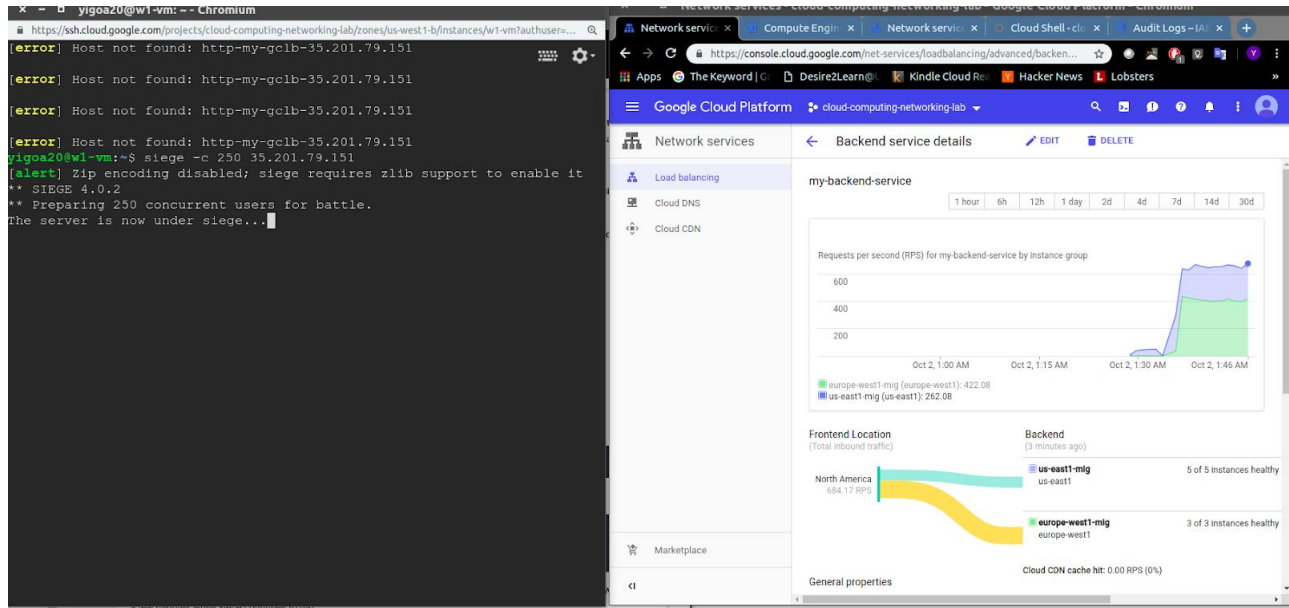 yigoa20@w1-vm: ~ - Chromium
https://ssh.cloud.google.com/projects/cloud-computing-networking-lab/zones/us-west1-b/instances/w1-vm?authuser=...
[error] Host not found: http-my-gclb-35.201.79.151
[error] Host not found: http-my-gclb-35.201.79.151
[error] Host not found: http-my-gclb-35.201.79.151
[error] Host not found: http-my-gclb-35.201.79.151
yigoa20@w1-vm:~$ siege -c 250 35.201.79.151
[alert] Zip encoding disabled; siege requires zlib support to enable it
** SIEGE 4.0.2
** Preparing 250 concurrent users for battle.
The server is now under siege...
Network services - cloud-computing-networking-lab - Google Cloud Platform - Chromium
Network service
Compute Engin
Network service
Cloud Shell - clo
Audit Logs – IA
https://console.cloud.google.com/net-services/loadbalancing/advanced/backen...
Apps
The Keyword | G
Desire2Learn@
Kindle Cloud Rea
Hacker News
Lobsters
»
Google Cloud Platform
cloud-computing-networking-lab
Network services
Backend service details
EDIT
DELETE
Load balancing
Cloud DNS
Cloud CDN
Marketplace
my-backend-service
1 hour 6h 12h 1 day 2d 4d 7d 14d 30d
Requests per second (RPS) for my-backend-service by instance group
600
400
200
Oct 2, 1:00 AM Oct 2, 1:15 AM Oct 2, 1:30 AM Oct 2, 1:46 AM
europe-west1-mig (europe-west1): 422.08
us-east1-mig (us-east1): 262.08
Frontend Location
(Total inbound traffic)
Backend
(3 minutes ago)
North America
684.17 RPS
us-east1-mig
us-east1
5 of 5 instances healthy
europe-west1-mig
europe-west1
3 of 3 instances healthy
Cloud CDN cache hit: 0.00 RPS (0%)
General properties